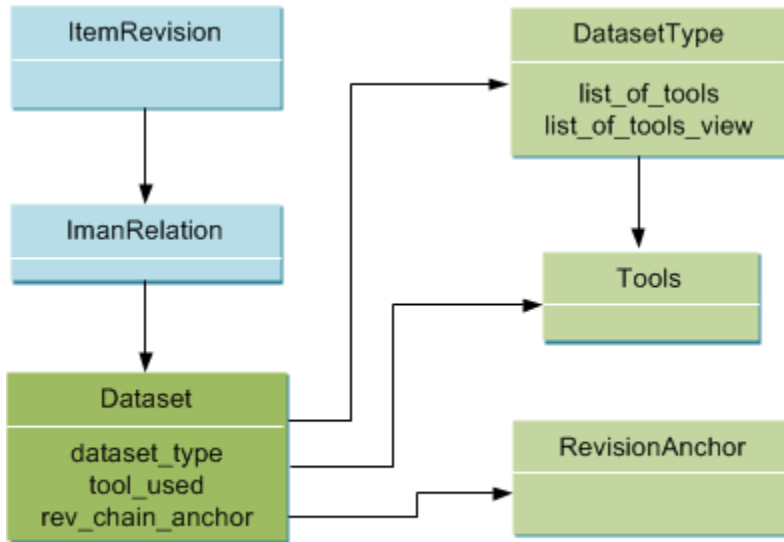 ItemRevision
ImanRelation
Dataset
dataset_type
tool_used
rev_chain_anchor
DatasetType
list_of_tools
list_of_tools_view
Tools
RevisionAnchor